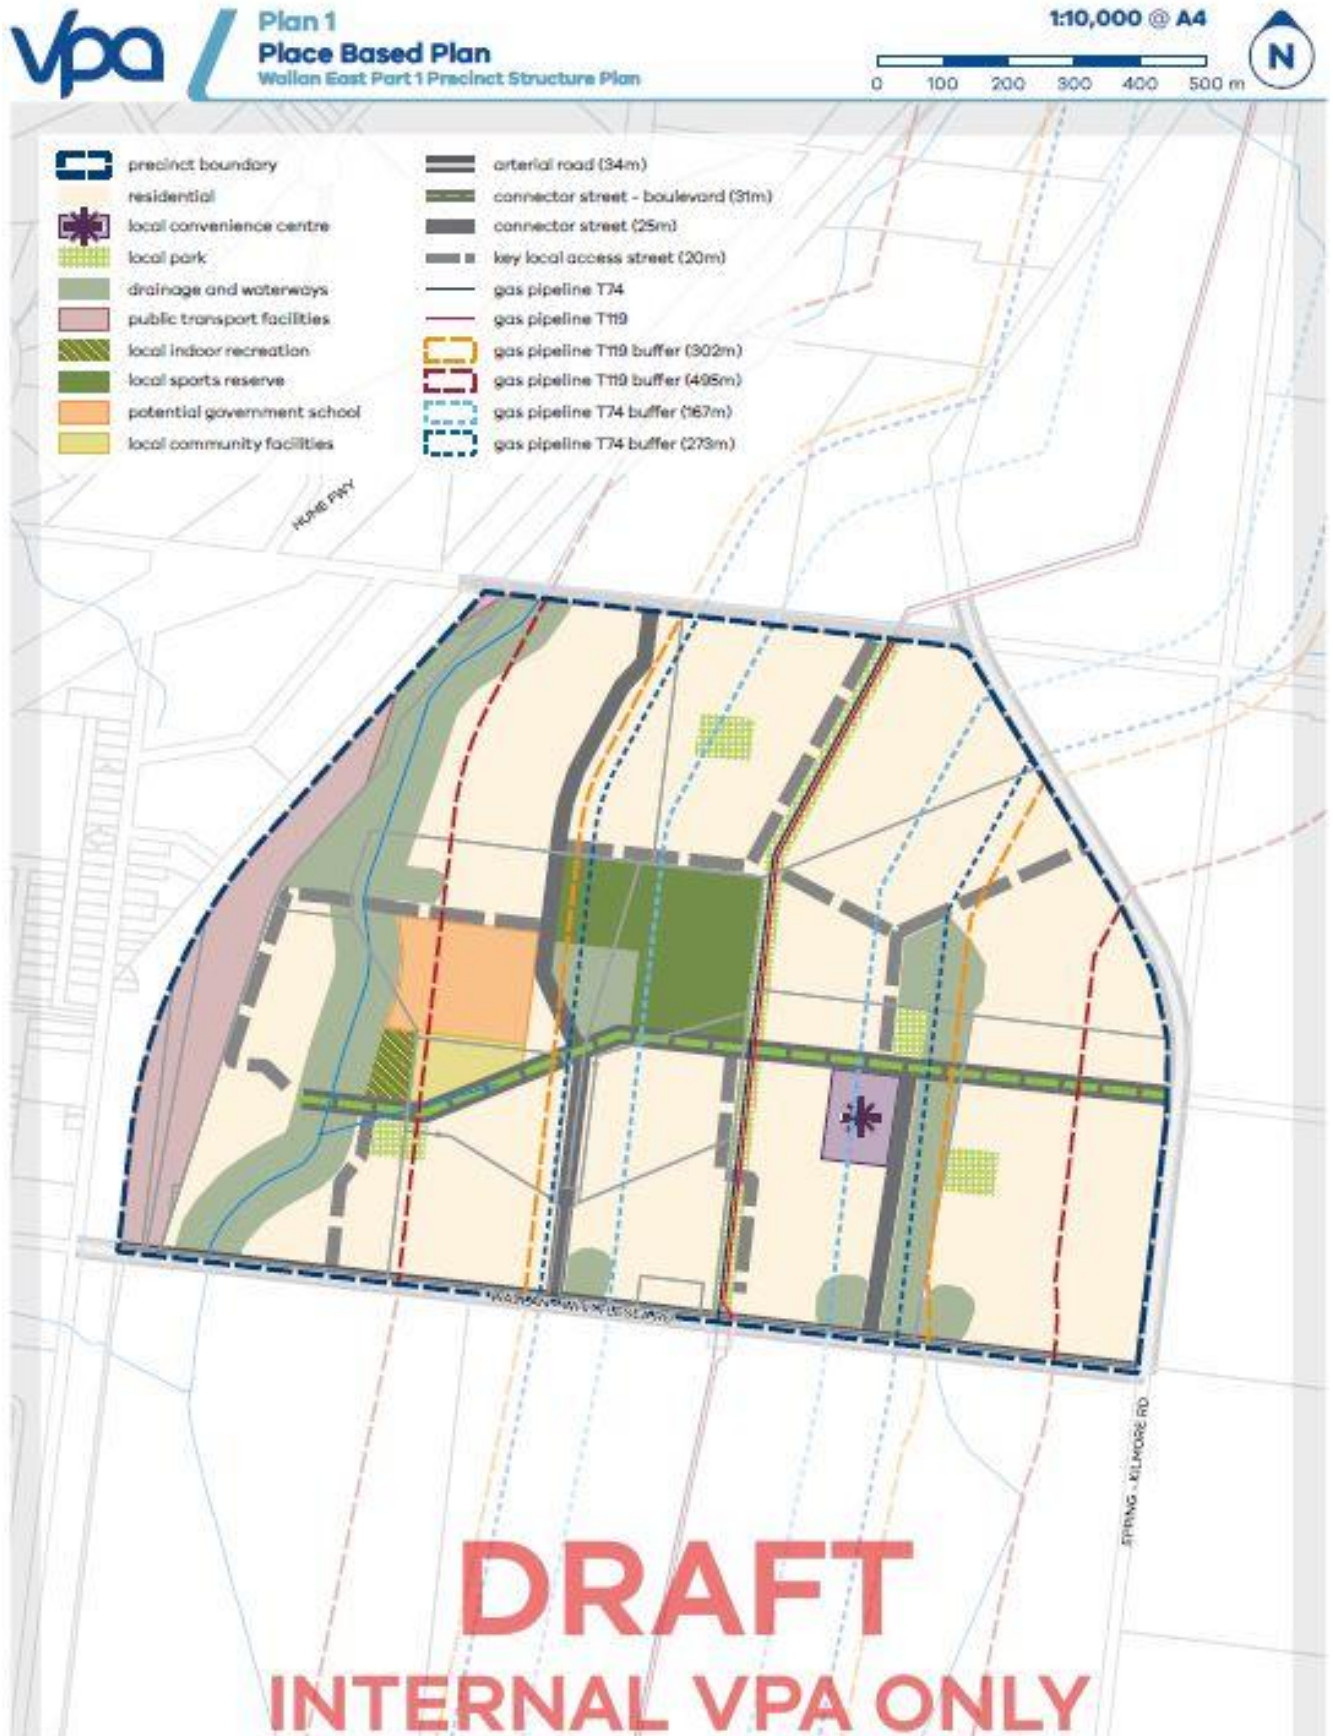 vpa
Plan 1
Place Based Plan
Wallan East Part 1 Precinct Structure Plan
1:10,000 @ A4
0 100 200 300 400 500 m
N
precinct boundary
residential
local convenience centre
local park
drainage and waterways
public transport facilities
local indoor recreation
local sports reserve
potential government school
local community facilities
arterial road (34m)
connector street - boulevard (31m)
connector street (25m)
key local access street (20m)
gas pipeline T74
gas pipeline T119
gas pipeline T119 buffer (302m)
gas pipeline T119 buffer (495m)
gas pipeline T74 buffer (167m)
gas pipeline T74 buffer (273m)
HUME FWY
EPPING - KILMORE RD
DRAFT
INTERNAL VPA ONLY